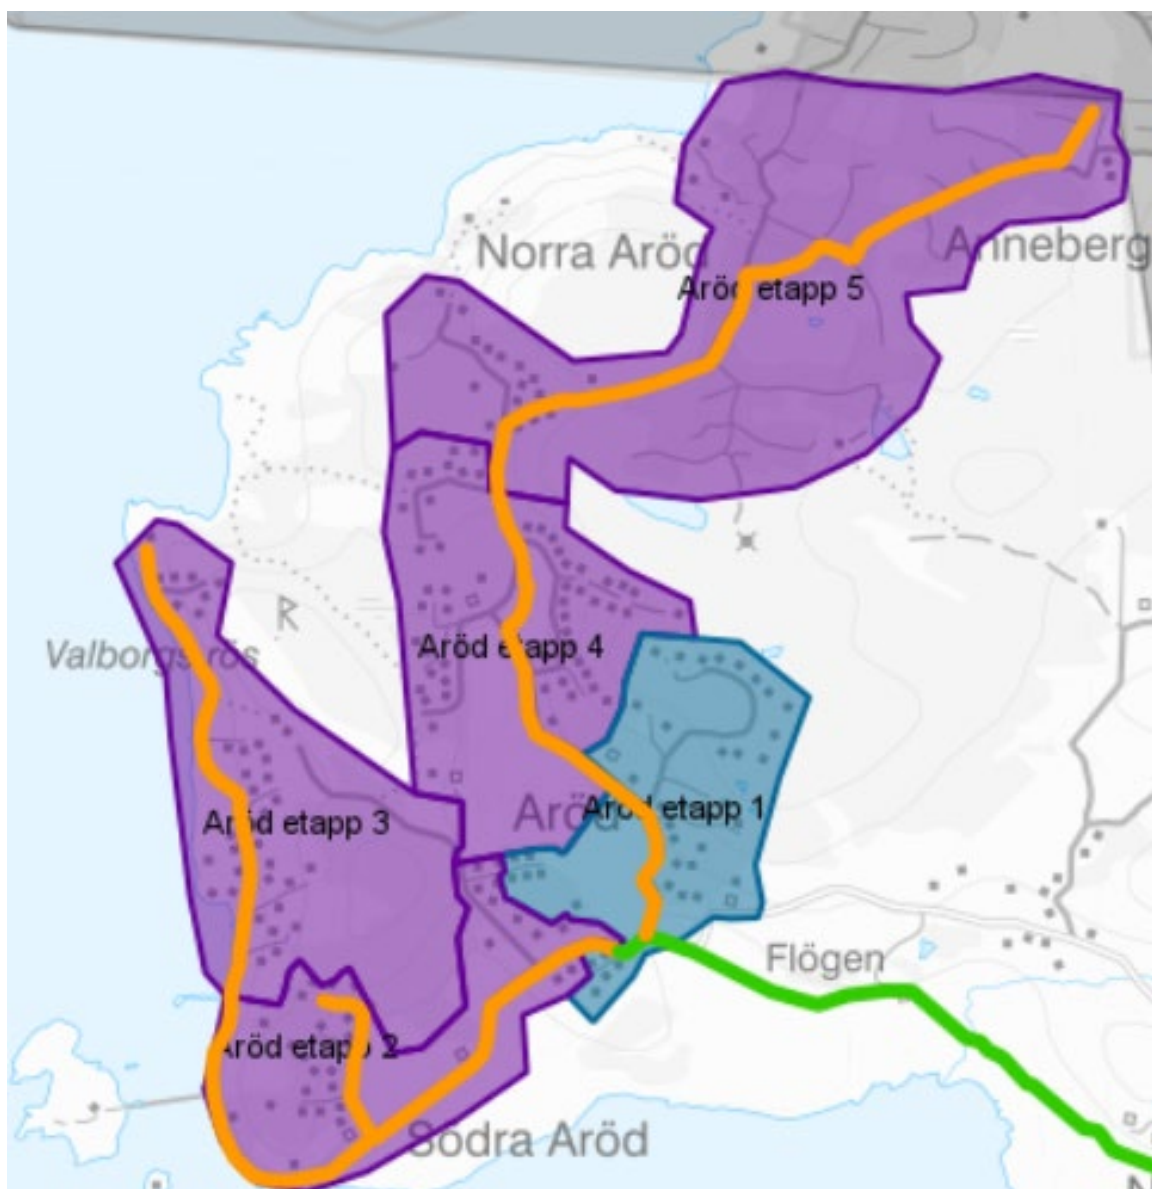 Norra Aröd
Anneberg
Aröd etapp 5
Valborgsrös
Aröd etapp 4
Aröd
Aröd etapp 1
Aröd etapp 3
Flögen
Aröd etapp 2
Södra Aröd